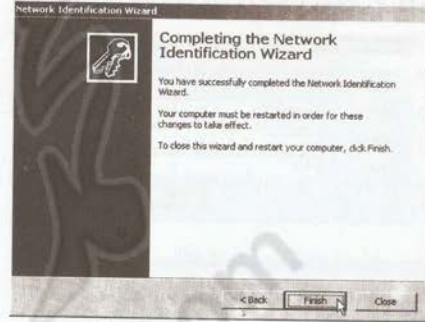 Network Identification Wizard
Completing the Network
Identification Wizard
You have successfully completed the Network Identification
Wizard.
Your computer must be restarted in order for these
changes to take effect.
To close this wizard and restart your computer, click Finish.
< Back Finish Close